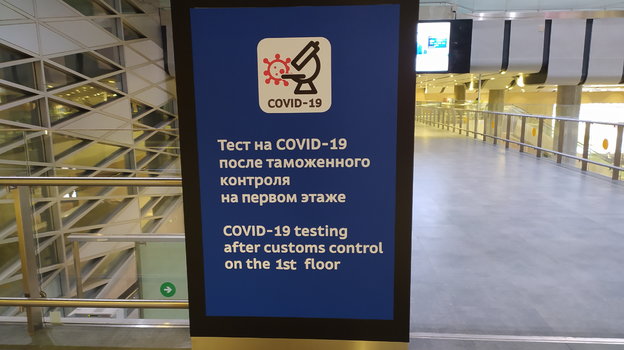 COVID-19
Тест на COVID-19
после таможенного
контроля
на первом этаже
COVID-19 testing
after customs control
on the 1st floor